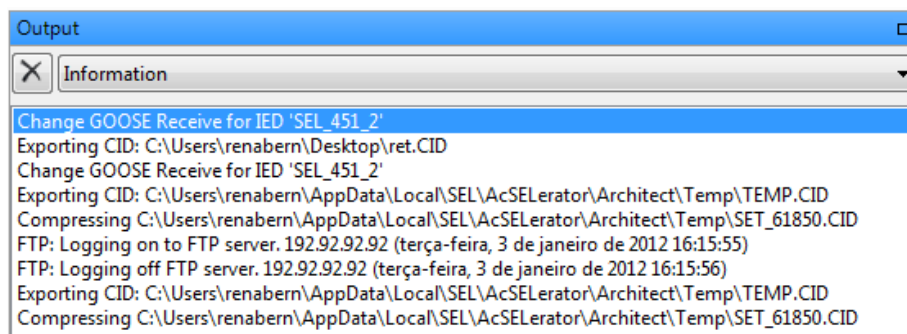 Output
Information
Change GOOSE Receive for IED 'SEL_451_2'
Exporting CID: C:\Users\renabern\Desktop\ret.CID
Change GOOSE Receive for IED 'SEL_451_2'
Exporting CID: C:\Users\renabern\AppData\Local\SEL\AcSELerator\Architect\Temp\TEMP.CID
Compressing C:\Users\renabern\AppData\Local\SEL\AcSELerator\Architect\Temp\SET_61850.CID
FTP: Logging on to FTP server. 192.92.92.92 (terça-feira, 3 de janeiro de 2012 16:15:55)
FTP: Logging off FTP server. 192.92.92.92 (terça-feira, 3 de janeiro de 2012 16:15:56)
Exporting CID: C:\Users\renabern\AppData\Local\SEL\AcSELerator\Architect\Temp\TEMP.CID
Compressing C:\Users\renabern\AppData\Local\SEL\AcSELerator\Architect\Temp\SET_61850.CID